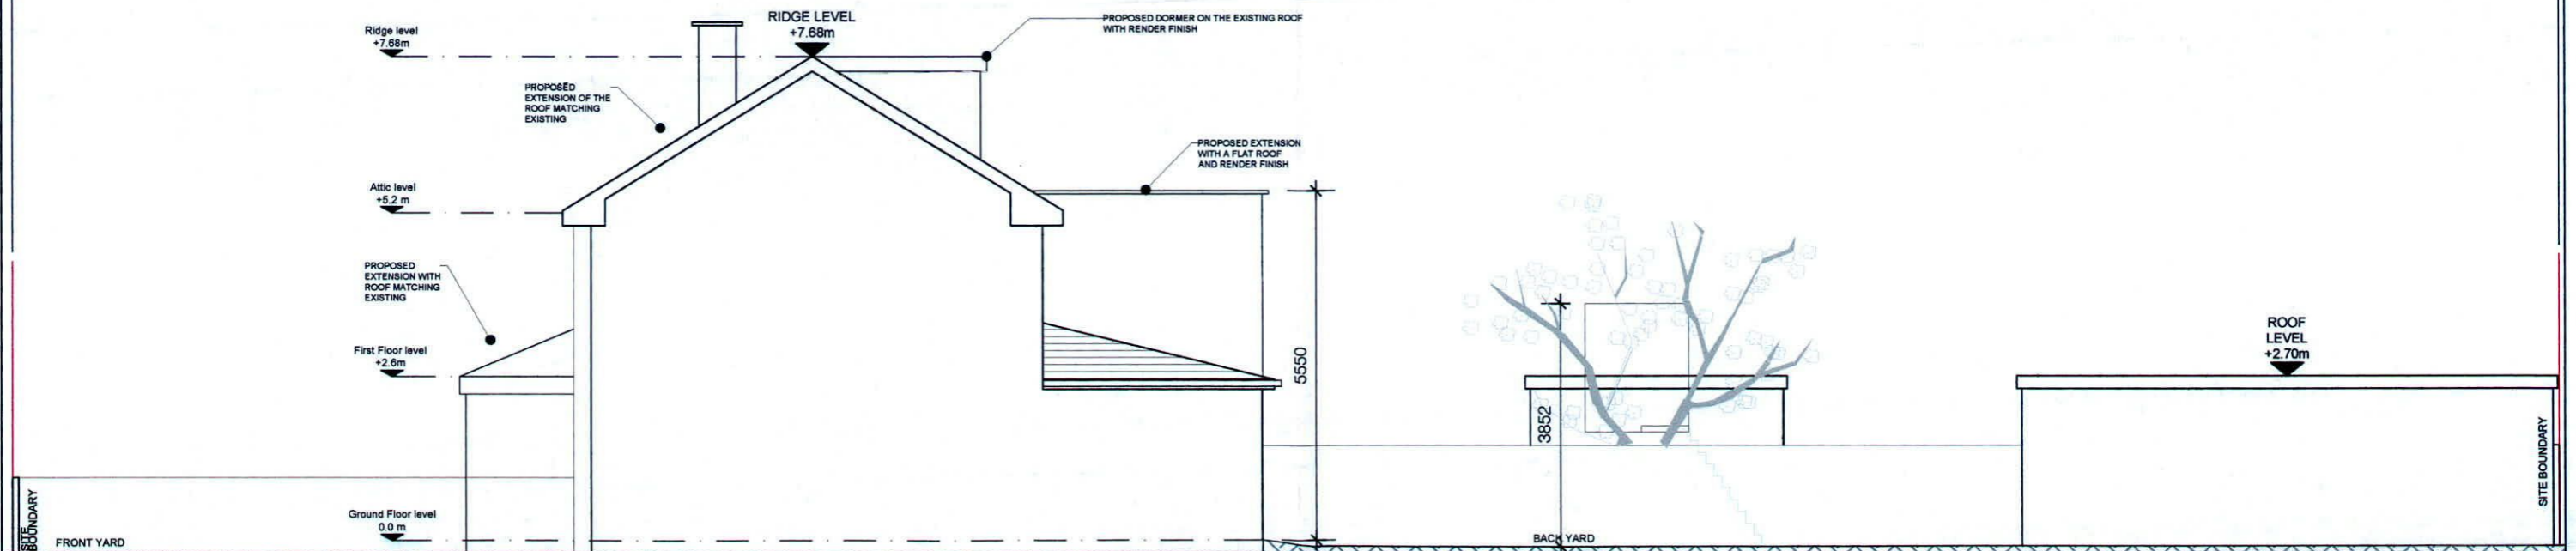 RIDGE LEVEL
+7.68m
PROPOSED DORMER ON THE EXISTING ROOF
WITH RENDER FINISH
Ridge level
+7.68m
PROPOSED
EXTENSION OF THE
ROOF MATCHING
EXISTING
PROPOSED EXTENSION
WITH A FLAT ROOF
AND RENDER FINISH
Attic level
+5.2 m
PROPOSED
EXTENSION WITH
ROOF MATCHING
EXISTING
First Floor level
+2.6m
5550
3852
ROOF
LEVEL
+2.70m
SITE BOUNDARY
Ground Floor level
0.0 m
SITE
BOUNDARY
FRONT YARD
BACK YARD